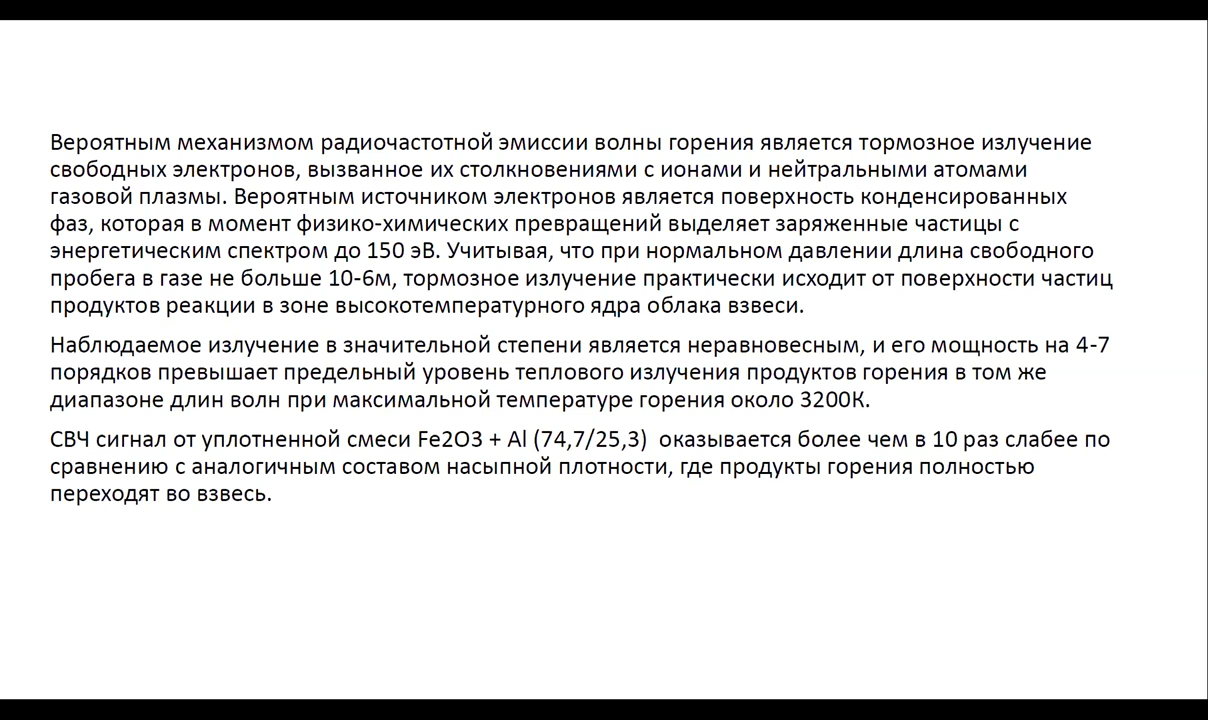 Вероятным механизмом радиочастотной эмиссии волны горения является тормозное излучение
свободных электронов, вызванное их столкновениями с ионами и нейтральными атомами
газовой плазмы. Вероятным источником электронов является поверхность конденсированных
фаз, которая в момент физико-химических превращений выделяет заряженные частицы с
энергетическим спектром до 150 эВ. Учитывая, что при нормальном давлении длина свободного
пробега в газе не больше 10-6м, тормозное излучение практически исходит от поверхности частиц
продуктов реакции в зоне высокотемпературного ядра облака взвеси.
Наблюдаемое излучение в значительной степени является неравновесным, и его мощность на 4-7
порядков превышает предельный уровень теплового излучения продуктов горения в том же
диапазоне длин волн при максимальной температуре горения около 3200К.
СВЧ сигнал от уплотненной смеси Fe2O3 + Al (74,7/25,3) оказывается более чем в 10 раз слабее по
сравнению с аналогичным составом насыпной плотности, где продукты горения полностью
переходят во взвесь.